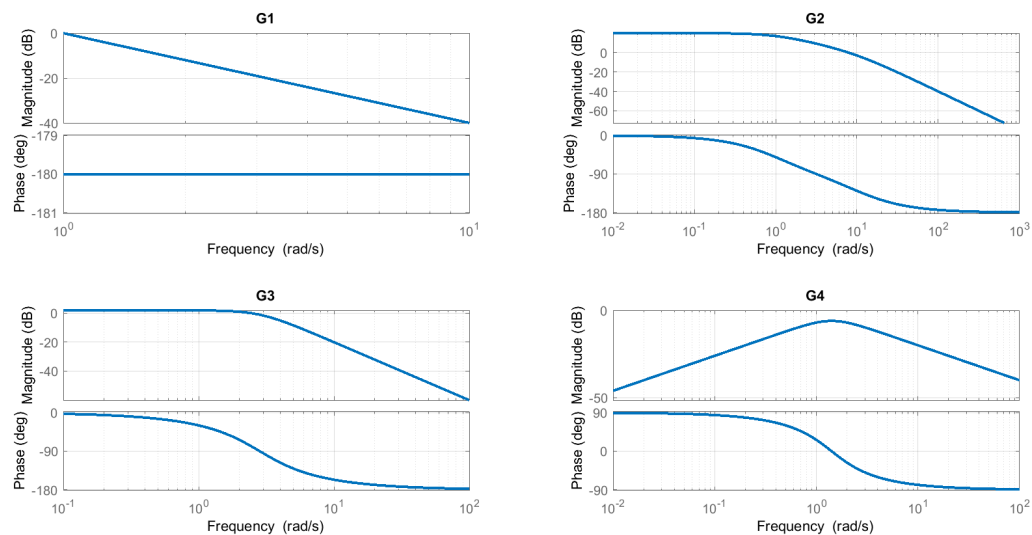 G1
Magnitude (dB)
0
-20
-40
Phase (deg)
-179
-180
-181
10^0
10^1
Frequency (rad/s)
G2
Magnitude (dB)
0
-20
-40
-60
Phase (deg)
0
-90
-180
10^-2
10^-1
10^0
10^1
10^2
10^3
Frequency (rad/s)
G3
Magnitude (dB)
0
-20
-40
Phase (deg)
0
-90
-180
10^-1
10^0
10^1
10^2
Frequency (rad/s)
G4
Magnitude (dB)
0
-50
Phase (deg)
90
0
-90
10^-2
10^-1
10^0
10^1
10^2
Frequency (rad/s)